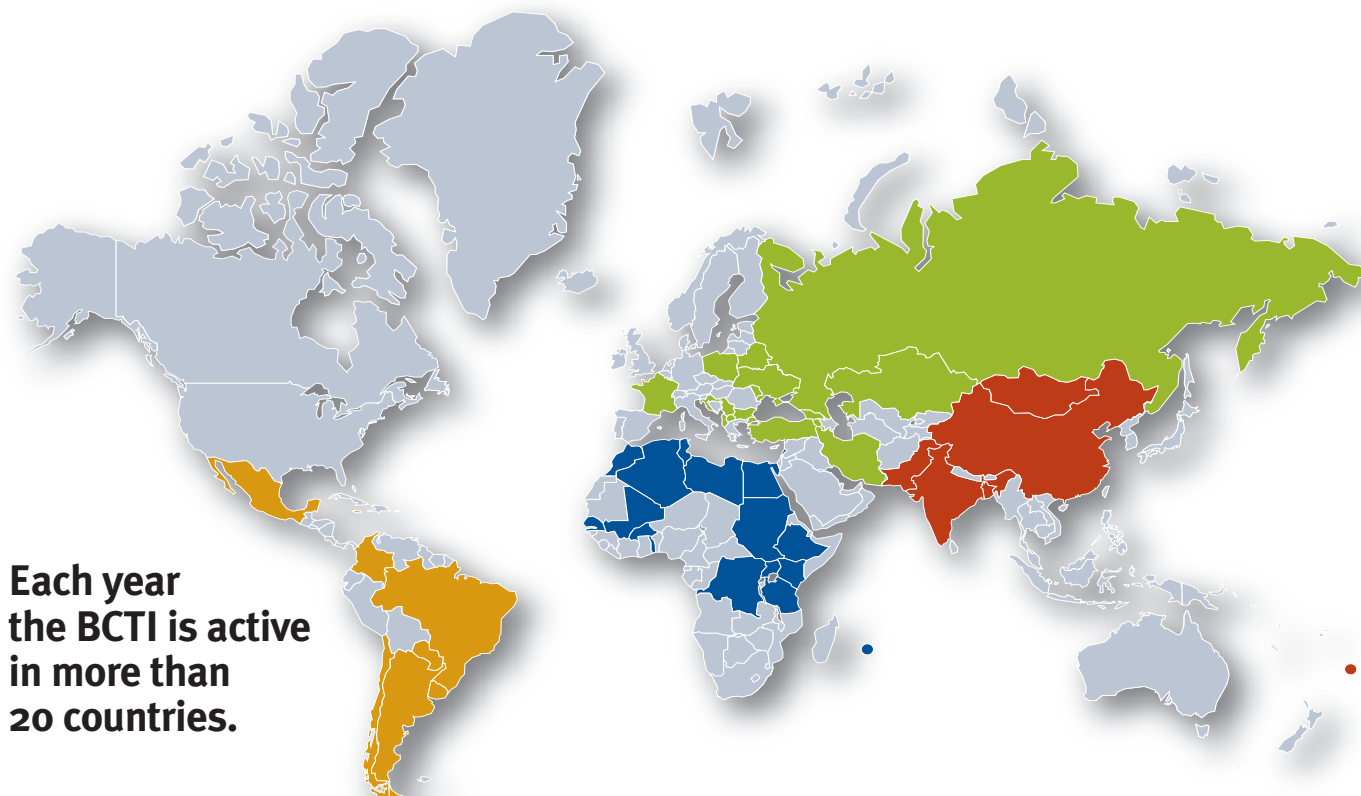 Each year
the BCTI is active
in more than
20 countries.